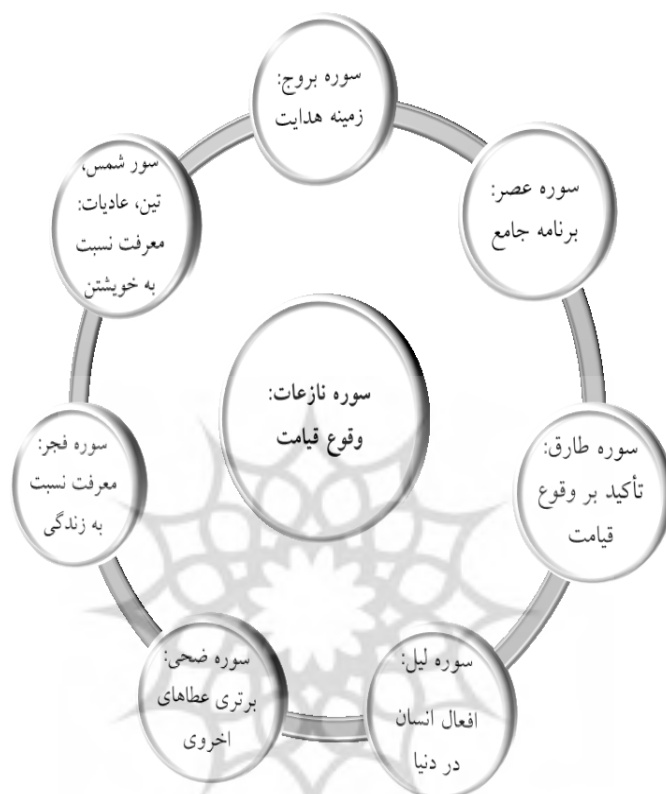 سوره بروج:
زمینه هدایت
سوره عصر:
برنامه جامع
سوره طارق:
تأکید بر وقوع
قیامت
سوره لیل:
افعال انسان
در دنیا
سوره ضحی:
برتری عطاهای
اخروی
سوره فجر:
معرفت نسبت
به زندگی
سور شمس،
تین، عادیات:
معرفت نسبت
به خویشتن
سوره نازعات:
وقوع قیامت